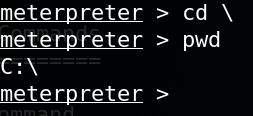 meterpreter > cd \
meterpreter > pwd
C:\
meterpreter >